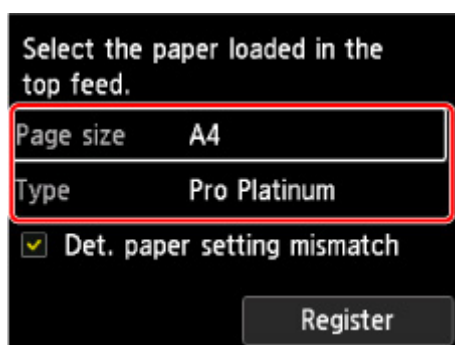 Select the paper loaded in the
top feed.
Page size A4
Type Pro Platinum
Det. paper setting mismatch
Register